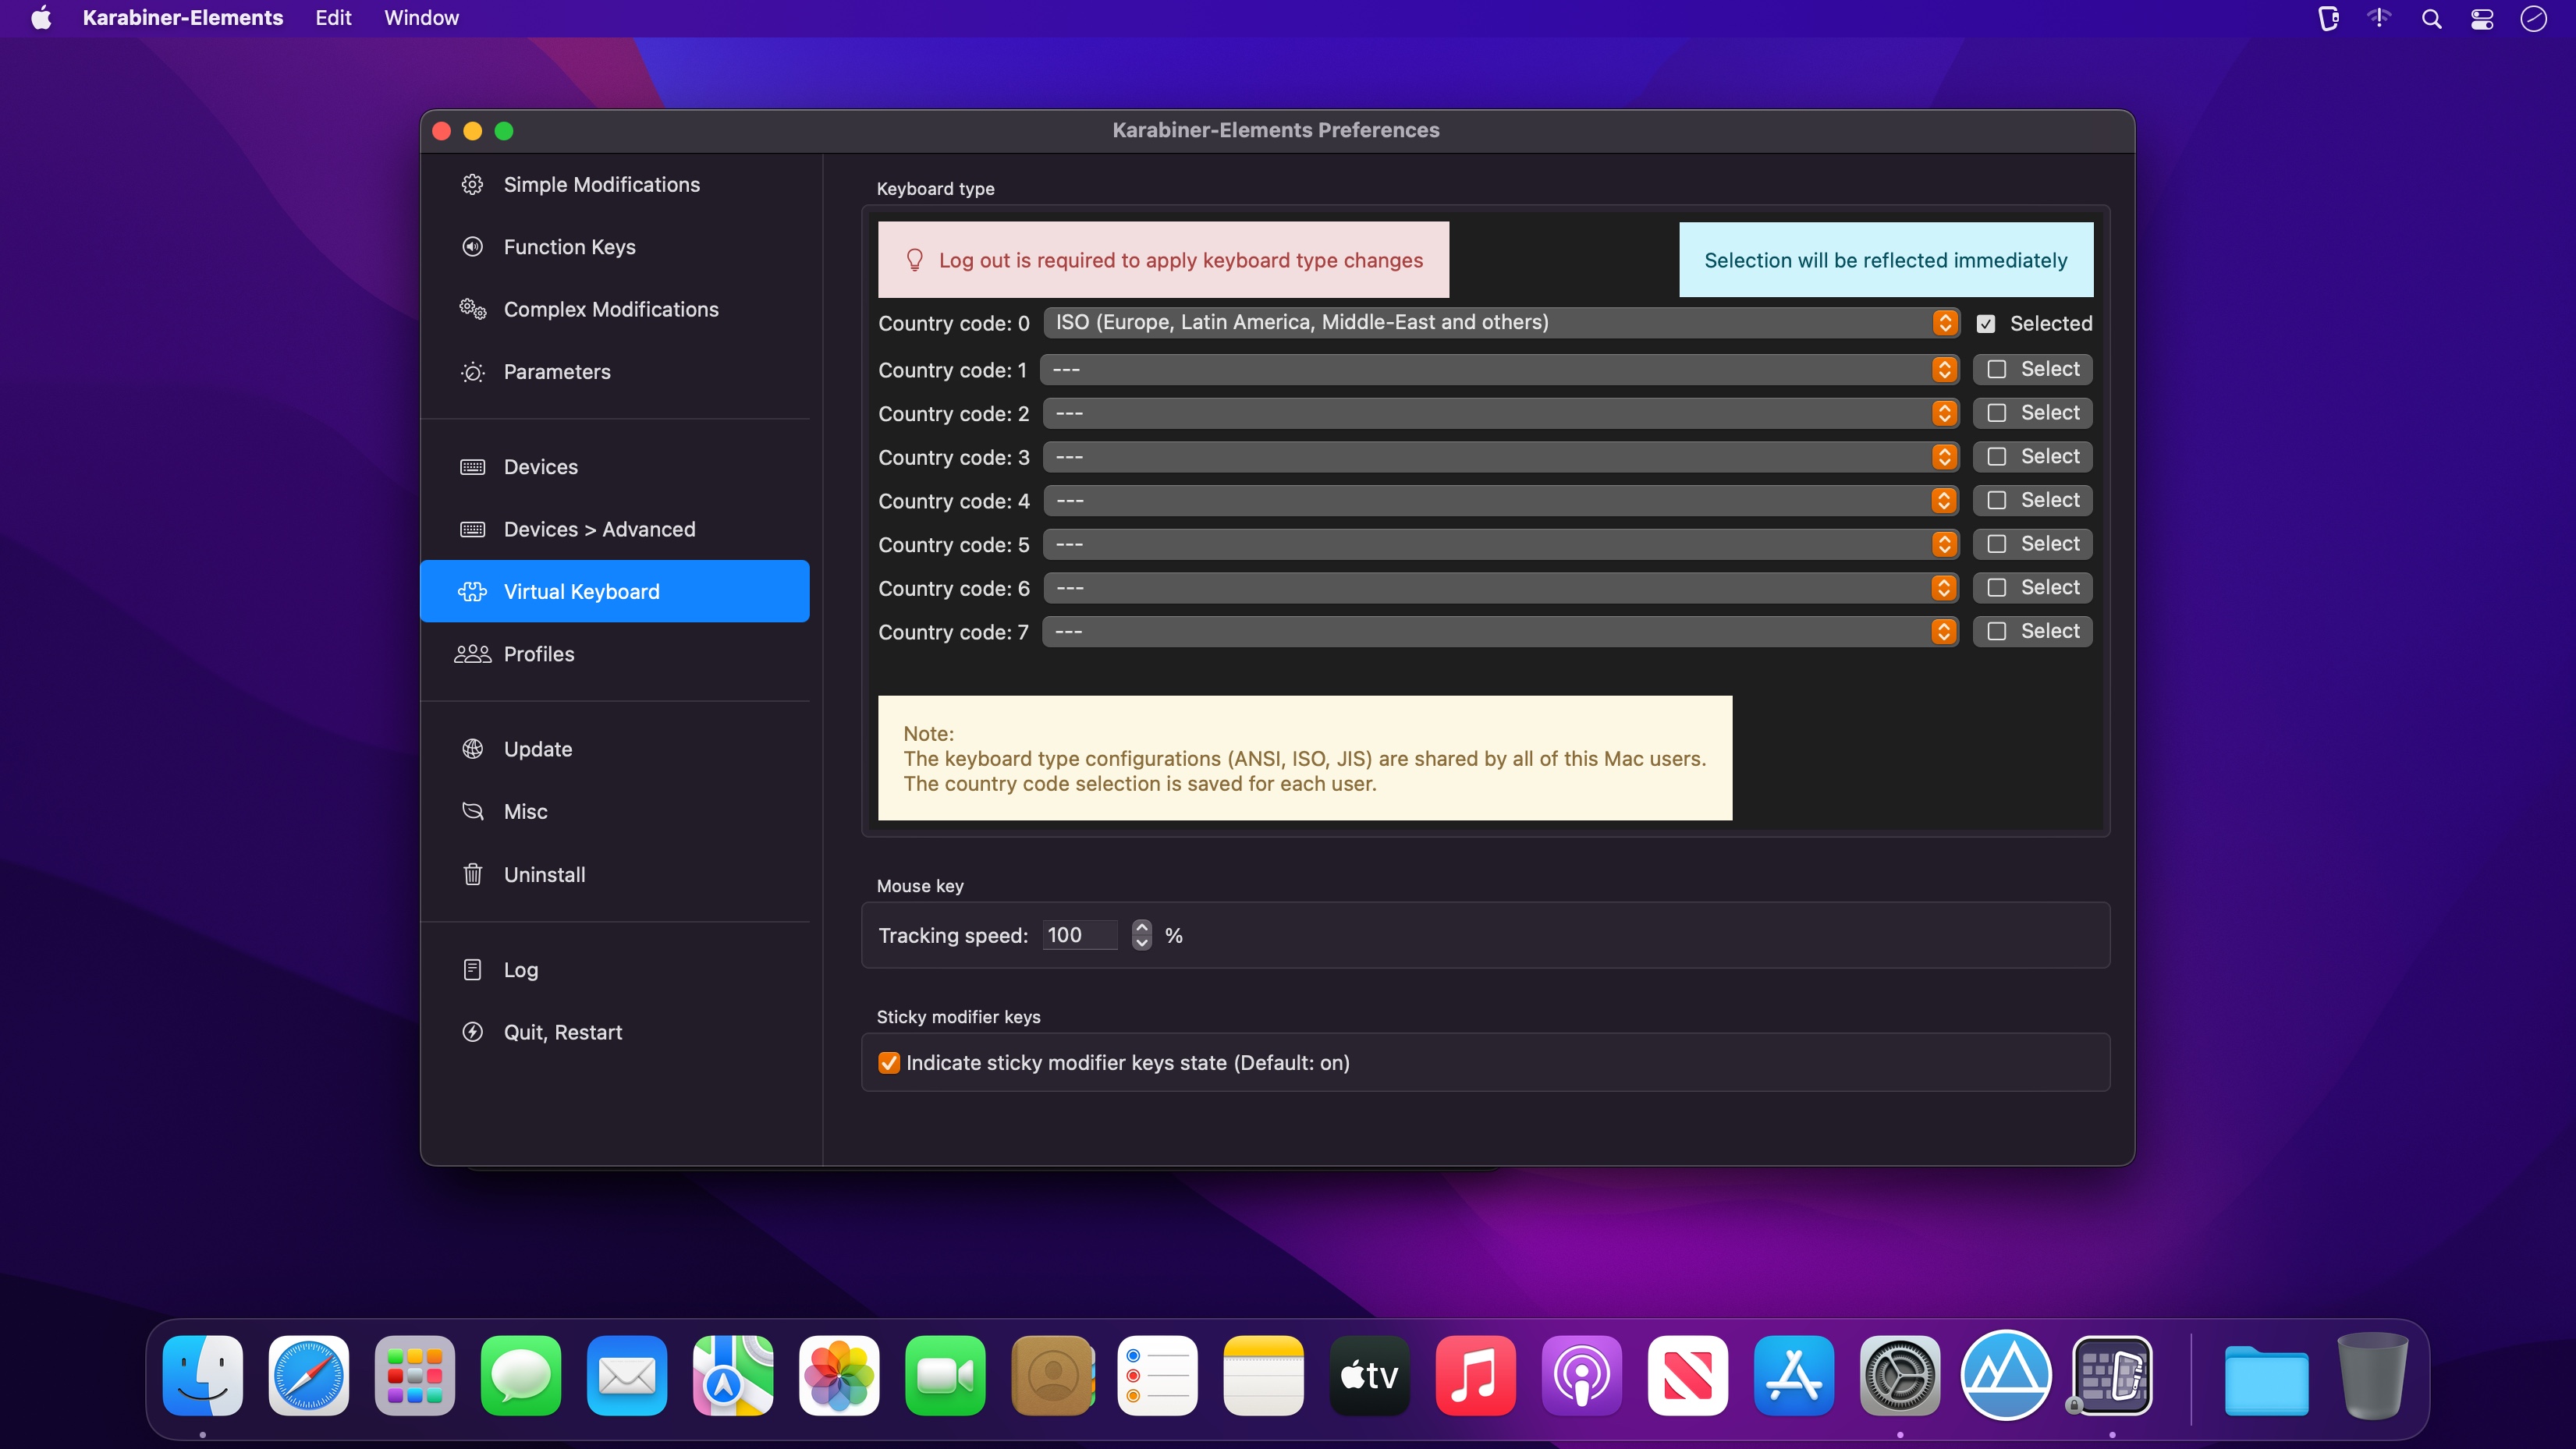 Karabiner-Elements Edit Window
Karabiner-Elements Preferences
Simple Modifications
Function Keys
Complex Modifications
Parameters
Devices
Devices > Advanced
Virtual Keyboard
Profiles
Update
Misc
Uninstall
Log
Quit, Restart
Keyboard type
Log out is required to apply keyboard type changes
Selection will be reflected immediately
Country code: 0 ISO (Europe, Latin America, Middle-East and others) Selected
Country code: 1 --- Select
Country code: 2 --- Select
Country code: 3 --- Select
Country code: 4 --- Select
Country code: 5 --- Select
Country code: 6 --- Select
Country code: 7 --- Select
Note:
The keyboard type configurations (ANSI, ISO, JIS) are shared by all of this Mac users.
The country code selection is saved for each user.
Mouse key
Tracking speed: 100 %
Sticky modifier keys
Indicate sticky modifier keys state (Default: on)
tv